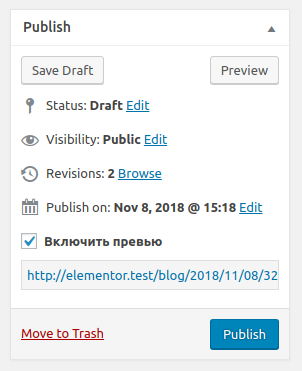 Publish
Save Draft Preview
Status: Draft Edit
Visibility: Public Edit
Revisions: 2 Browse
Publish on: Nov 8, 2018 @ 15:18 Edit
Включить превью
http://elementor.test/blog/2018/11/08/32
Move to Trash Publish